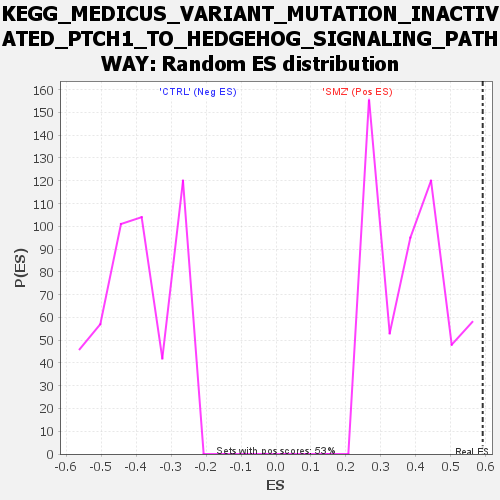 KEGG_MEDICUS_VARIANT_MUTATION_INACTIV
ATED_PTCH1_TO_HEDGEHOG_SIGNALING_PATH
WAY: Random ES distribution
'CTRL' (Neg ES) 'SMZ' (Pos ES)
160
150
140
130
120
110
100
90
80
70
60
50
40
30
20
10
0
P(ES)
Sets with pos scores: 53%
Real ES
-0.6 -0.5 -0.4 -0.3 -0.2 -0.1 0.0 0.1 0.2 0.3 0.4 0.5 0.6
ES